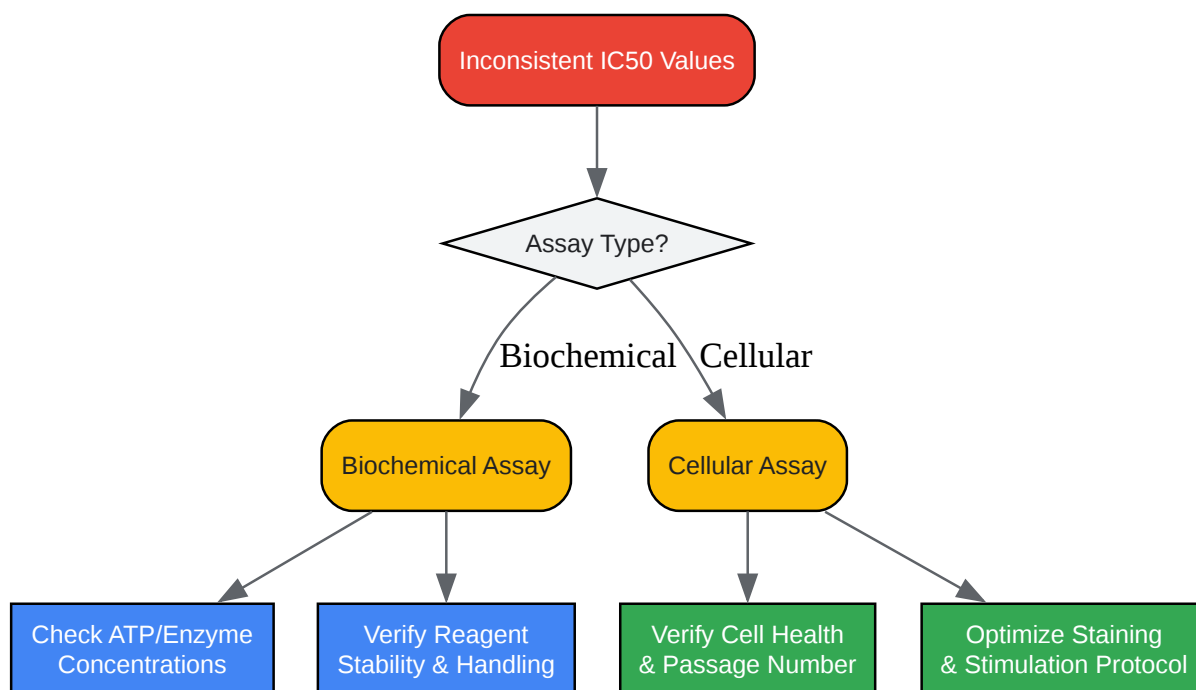 Inconsistent IC50 Values
Assay Type?
Biochemical
Cellular
Biochemical Assay
Cellular Assay
Check ATP/Enzyme
Concentrations
Verify Reagent
Stability & Handling
Verify Cell Health
& Passage Number
Optimize Staining
& Stimulation Protocol